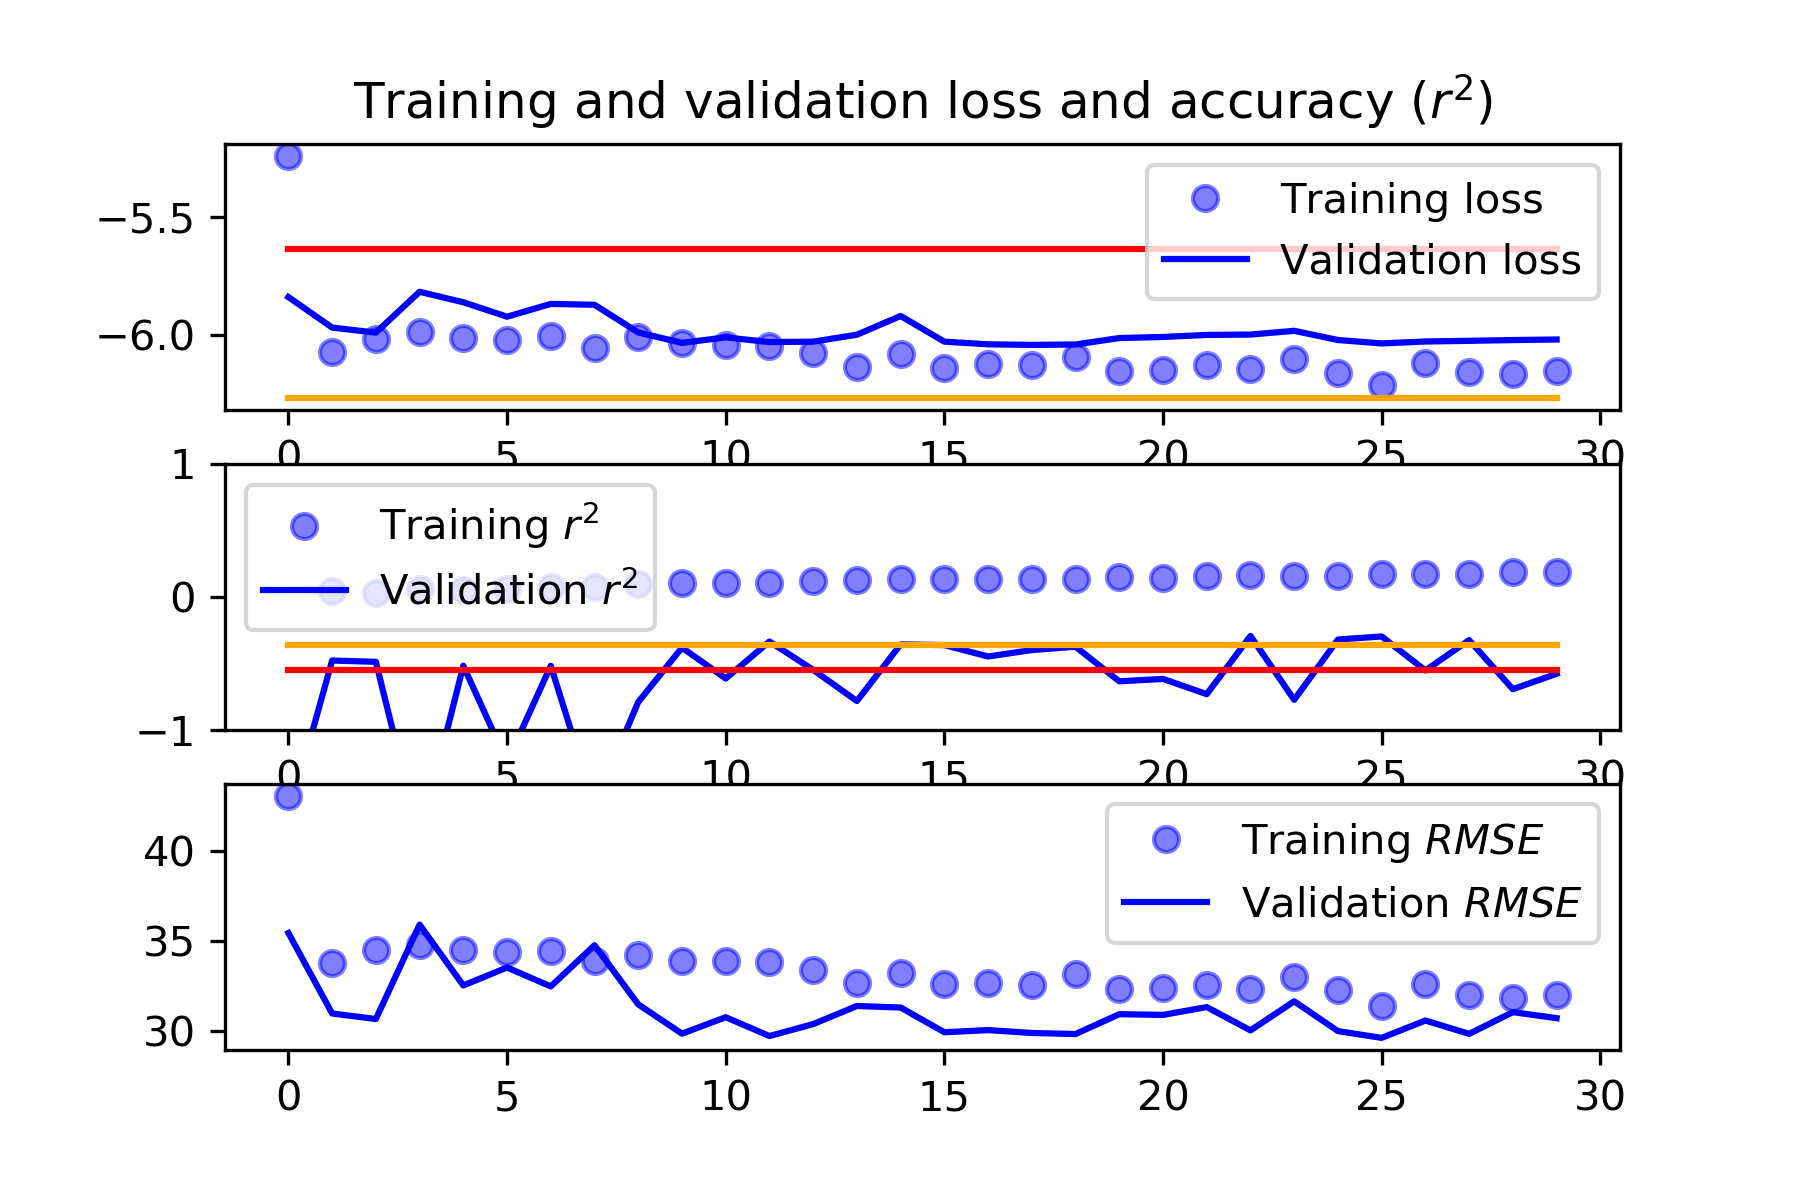 Training and validation loss and accuracy (r²)
−5.5
−6.0
Training loss
Validation loss
0 5 10 15 20 25 30
1
0
−1
Training r²
Validation r²
0 5 10 15 20 25 30
40
35
30
Training RMSE
Validation RMSE
0 5 10 15 20 25 30